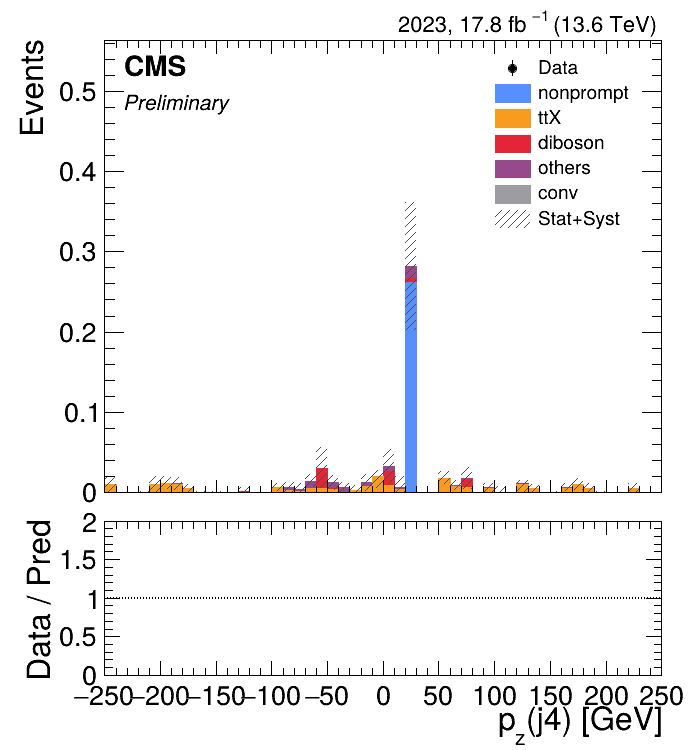 2023, 17.8 fb⁻¹ (13.6 TeV)
CMS
Preliminary
Events
Data
nonprompt
ttX
diboson
others
conv
Stat+Syst
0.5
0.4
0.3
0.2
0.1
0
Data / Pred
2
1.5
1
0.5
0
−250 −200 −150 −100 −50 0 50 100 150 200 250
p_z(j4) [GeV]